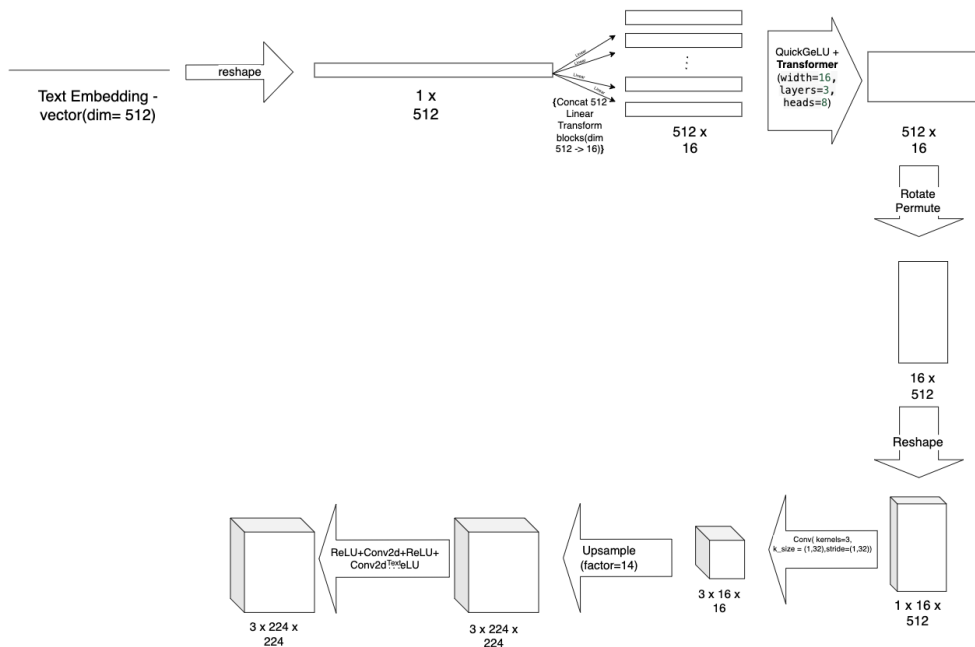 Text Embedding -
vector(dim= 512)
reshape
1 x
512
Linear
Linear
Linear
Linear
{Concat 512
Linear
Transform
blocks(dim
512 -> 16)}
512 x
16
QuickGeLU +
Transformer
(width=16,
layers=3,
heads=8)
512 x
16
Rotate
Permute
16 x
512
Reshape
1 x 16 x
512
Conv( kernels=3,
k_size = (1,32),stride=(1,32))
3 x 16 x
16
Upsample
(factor=14)
3 x 224 x
224
ReLU+Conv2d+ReLU+
Conv2d
Text
eLU
3 x 224 x
224